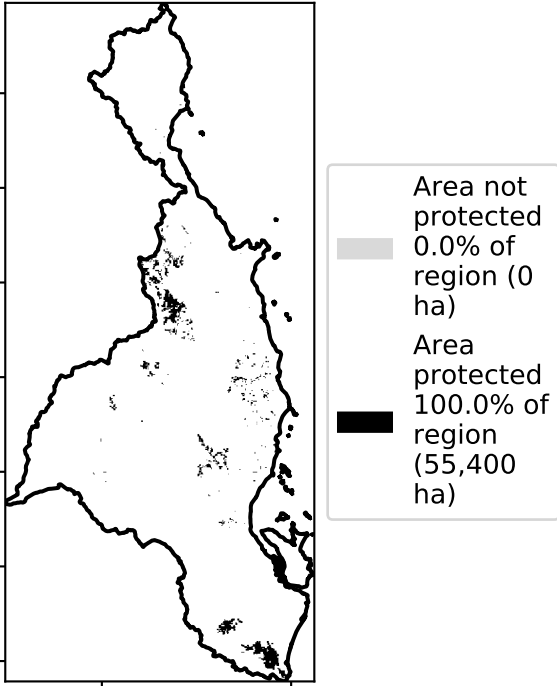 Area not
protected
0.0% of
region (0
ha)
Area
protected
100.0% of
region
(55,400
ha)